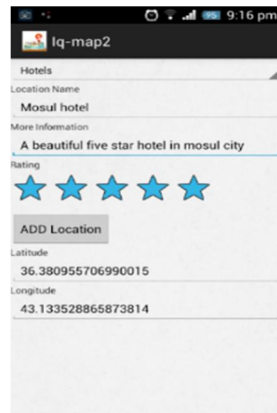 9:16 pm
Iq-map2
Hotels
Location Name
Mosul hotel
More Information
A beautiful five star hotel in mosul city
Rating
ADD Location
Latitude
36.380955706990015
Longitude
43.133528865873814